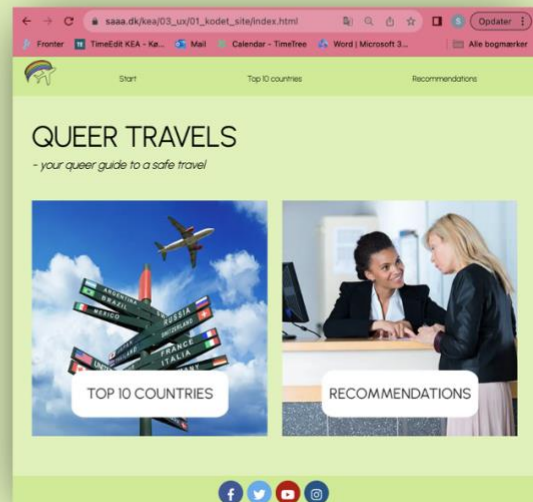 saaa.dk/kea/03_ux/01_kodet_site/index.html
S
Opdater
Fronter
TimeEdit KEA - Kø...
Mail
Calendar - TimeTree
Word | Microsoft 3...
Alle bogmærker
Start
Top 10 countries
Recommendations
QUEER TRAVELS
- your queer guide to a safe travel
ARGENTINA
BRAZIL
MEXICO
RUSSIA
SWITZERLAND
FRANCE
ITALIA
UNITED
TOP 10 COUNTRIES
RECOMMENDATIONS